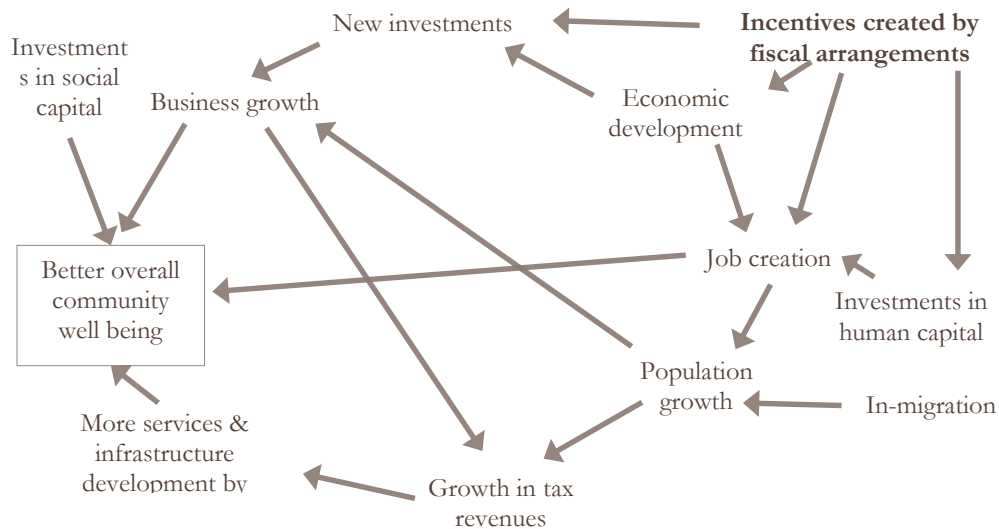 New investments
Incentives created by
fiscal arrangements
Investment
s in social
capital
Business growth
Economic
development
Better overall
community
well being
Job creation
Investments in
human capital
Population
growth
In-migration
More services &
infrastructure
development by
Growth in tax
revenues